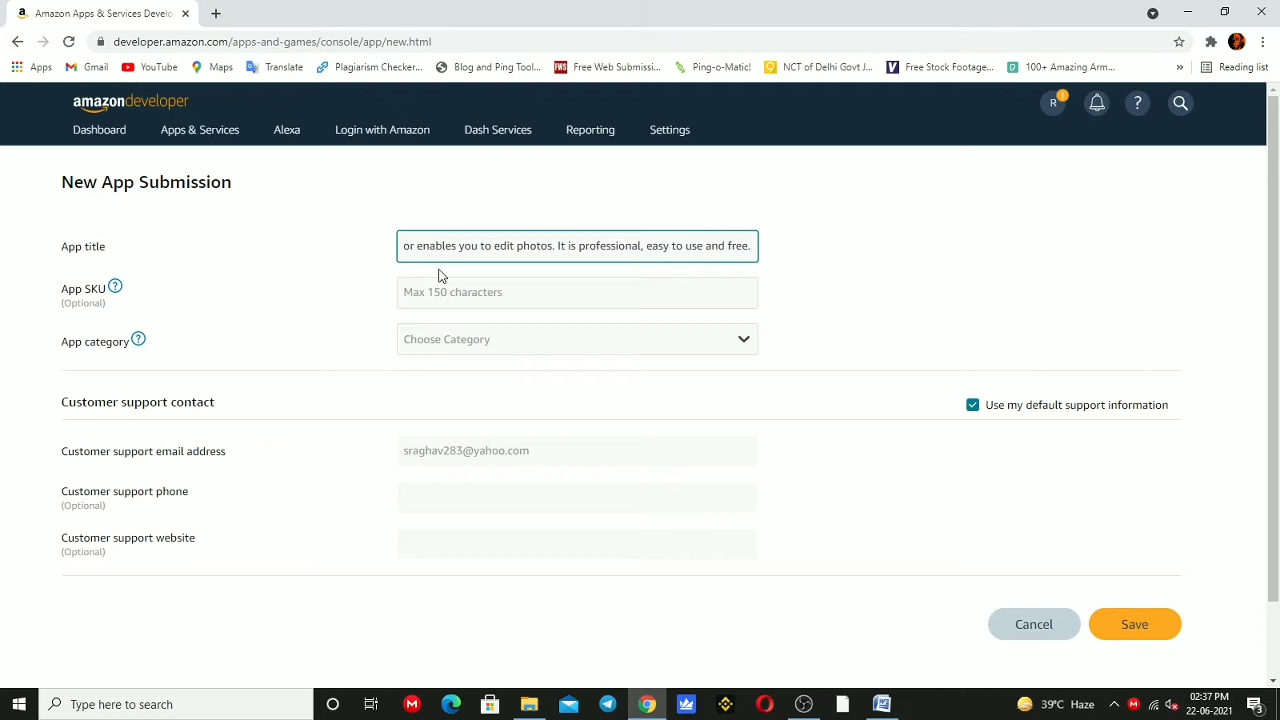 Amazon Apps & Services Develo
developer.amazon.com/apps-and-games/console/app/new.html
Apps Gmail YouTube Maps Translate Plagiarism Checker... Blog and Ping Tool... FWS Free Web Submissi... Ping-o-Matic! NCT of Delhi Govt J... Free Stock Footage... 100+ Amazing Arm... » Reading list
amazondeveloper
R ! ?
Dashboard Apps & Services Alexa Login with Amazon Dash Services Reporting Settings
New App Submission
App title or enables you to edit photos. It is professional, easy to use and free.
App SKU ? Max 150 characters
(Optional)
App category ? Choose Category
Customer support contact Use my default support information
Customer support email address sraghav283@yahoo.com
Customer support phone
(Optional)
Customer support website
(Optional)
Cancel Save
Type here to search 39°C Haze 02:37 PM
22-06-2021
3